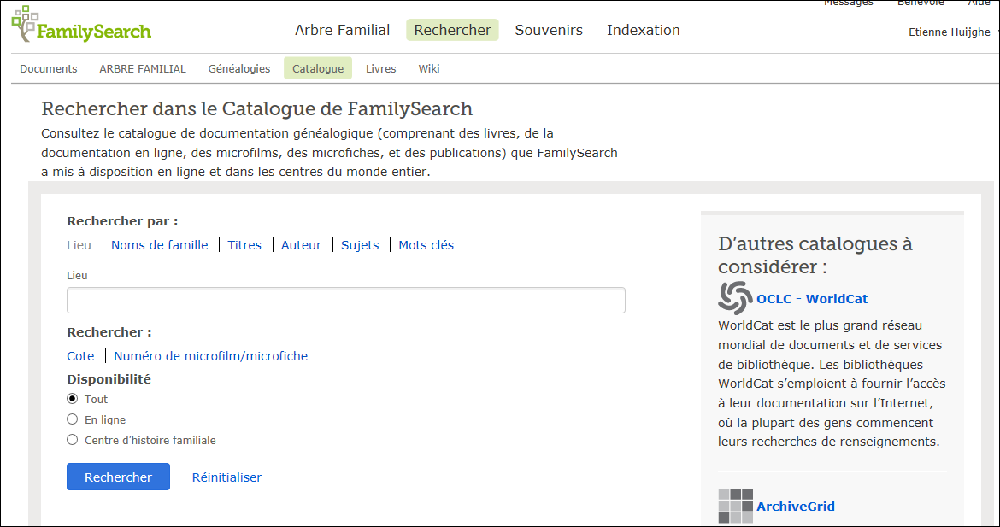 Messages Bénévole Aide
FamilySearch
Arbre Familial Rechercher Souvenirs Indexation
Etienne Huijghe
Documents ARBRE FAMILIAL Généalogies Catalogue Livres Wiki
Rechercher dans le Catalogue de FamilySearch
Consultez le catalogue de documentation généalogique (comprenant des livres, de la
documentation en ligne, des microfilms, des microfiches, et des publications) que FamilySearch
a mis à disposition en ligne et dans les centres du monde entier.
Rechercher par :
Lieu Noms de famille Titres Auteur Sujets Mots clés
Lieu
Rechercher :
Cote Numéro de microfilm/microfiche
Disponibilité
Tout
En ligne
Centre d’histoire familiale
Rechercher Réinitialiser
D’autres catalogues à
considérer :
OCLC - WorldCat
WorldCat est le plus grand réseau
mondial de documents et de services
de bibliothèque. Les bibliothèques
WorldCat s’emploient à fournir l’accès
à leur documentation sur l’Internet,
où la plupart des gens commencent
leurs recherches de renseignements.
ArchiveGrid